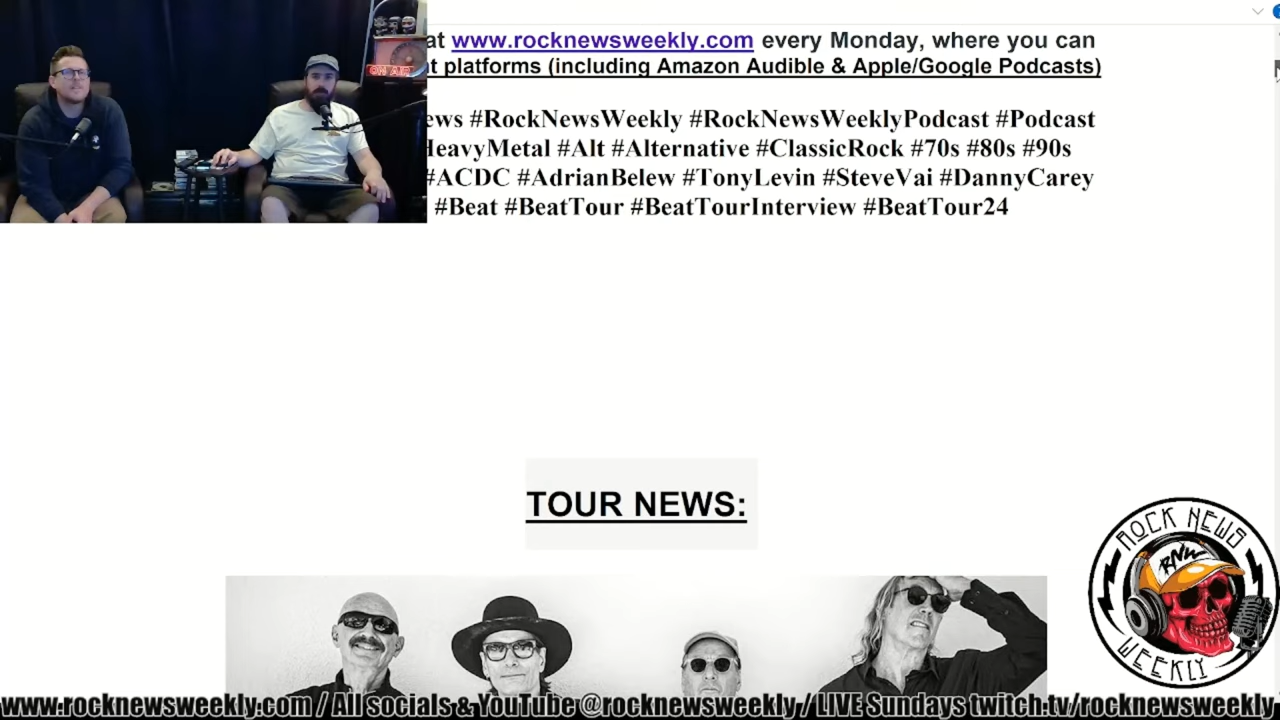 at www.rocknewsweekly.com every Monday, where you can
t platforms (including Amazon Audible & Apple/Google Podcasts)
ews #RockNewsWeekly #RockNewsWeeklyPodcast #Podcast
HeavyMetal #Alt #Alternative #ClassicRock #70s #80s #90s
#ACDC #AdrianBelew #TonyLevin #SteveVai #DannyCarey
#Beat #BeatTour #BeatTourInterview #BeatTour24
ON AIR
TOUR NEWS:
ROCK NEWS
RNW
WEEKLY
www.rocknewsweekly.com / All socials & YouTube @rocknewsweekly / LIVE Sundays twitch.tv/rocknewsweekly